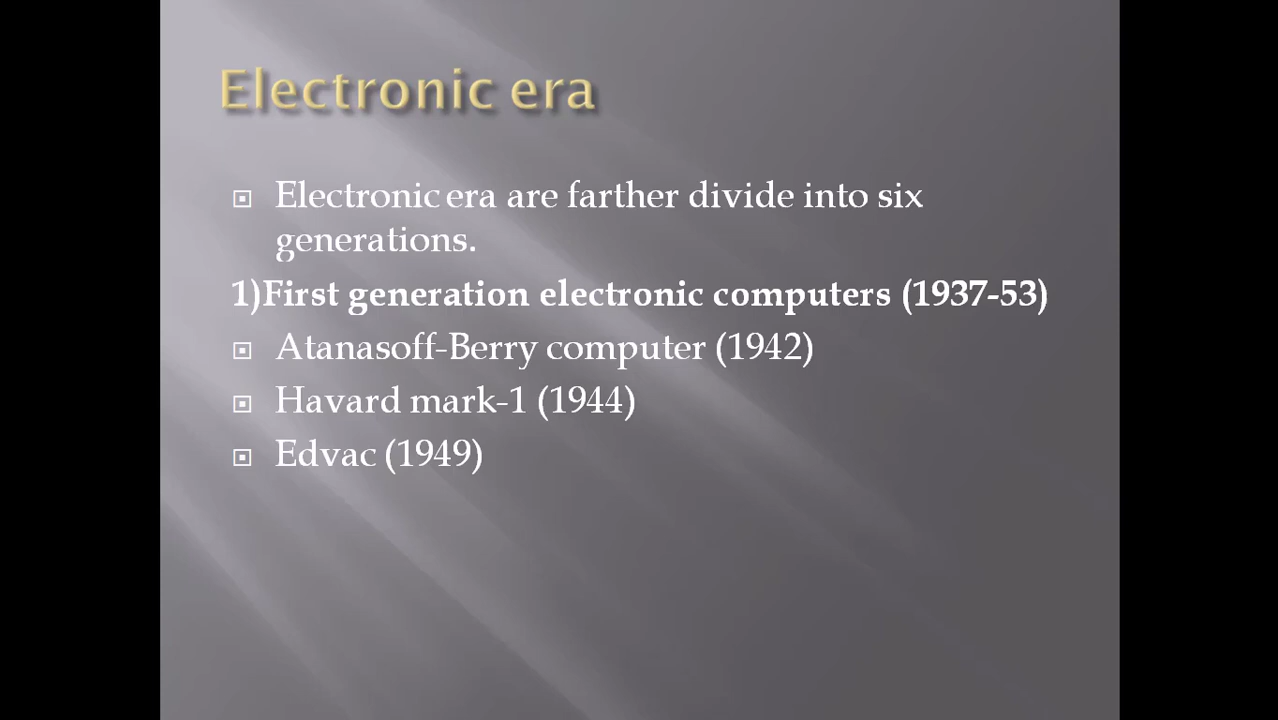 Electronic era
Electronic era are farther divide into six
generations.
1)First generation electronic computers (1937-53)
Atanasoff-Berry computer (1942)
Havard mark-1 (1944)
Edvac (1949)